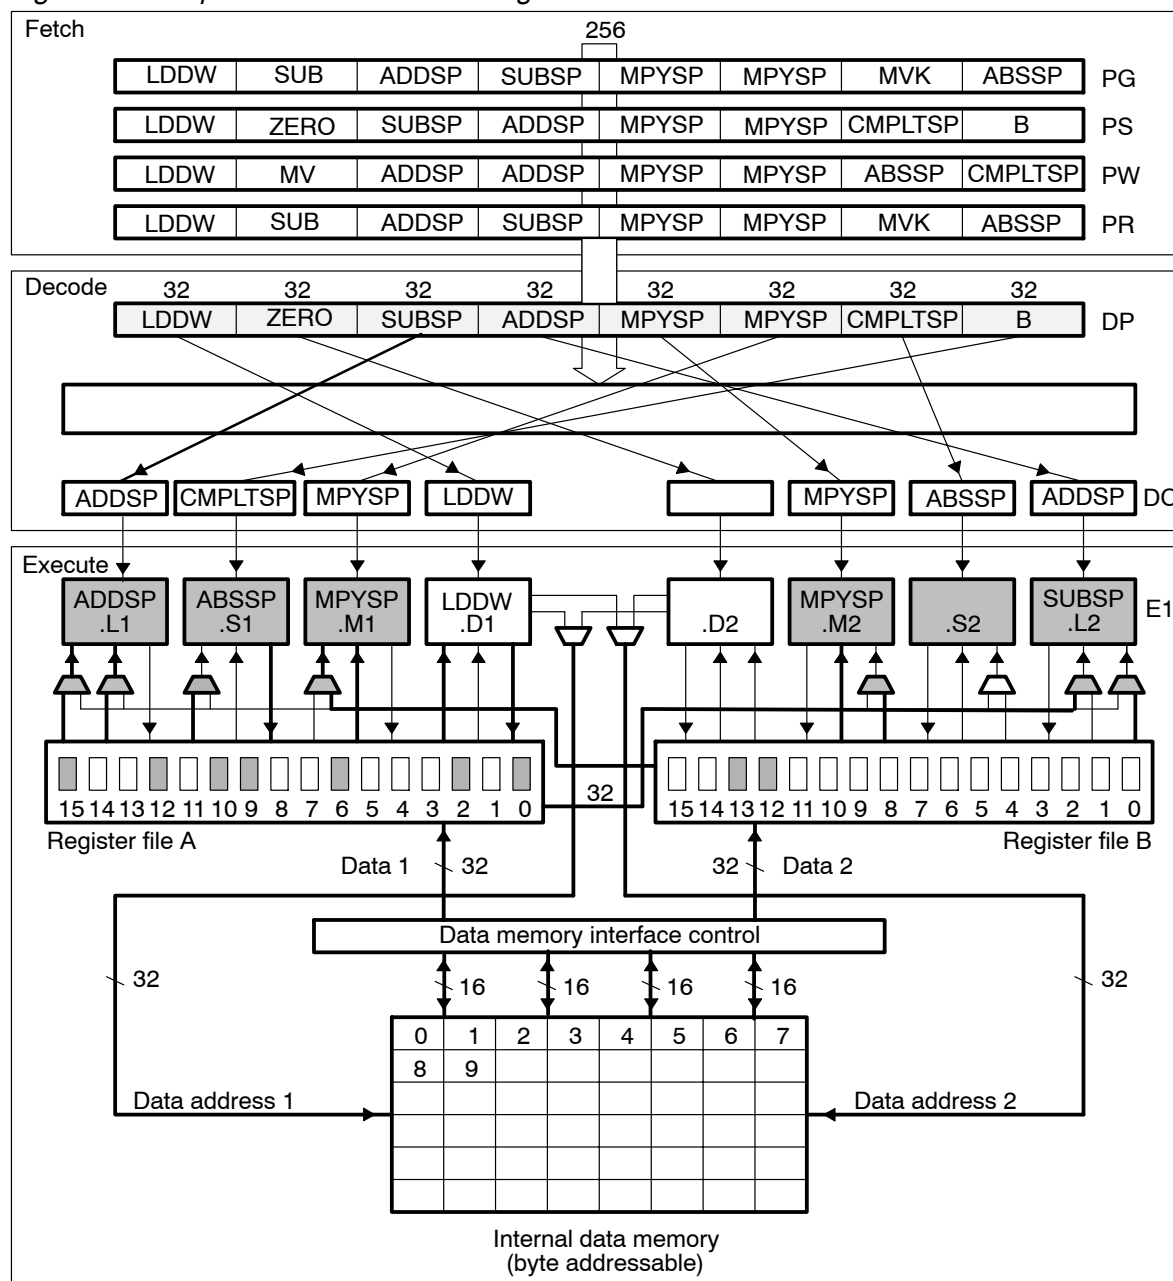 Fetch
256
LDDW SUB ADDSP SUBSP MPYSP MPYSP MVK ABSSP PG
LDDW ZERO SUBSP ADDSP MPYSP MPYSP CMPLTSP B PS
LDDW MV ADDSP ADDSP MPYSP MPYSP ABSSP CMPLTSP PW
LDDW SUB ADDSP SUBSP MPYSP MPYSP MVK ABSSP PR
Decode 32 32 32 32 32 32 32 32
LDDW ZERO SUBSP ADDSP MPYSP MPYSP CMPLTSP B DP
ADDSP CMPLTSP MPYSP LDDW MPYSP ABSSP ADDSP DC
Execute
ADDSP ABSSP MPYSP LDDW MPYSP SUBSP E1
.L1 .S1 .M1 .D1 .D2 .M2 .S2 .L2
32
15 14 13 12 11 10 9 8 7 6 5 4 3 2 1 0 15 14 13 12 11 10 9 8 7 6 5 4 3 2 1 0
Register file A Register file B
Data 1 32 32 Data 2
Data memory interface control
32 16 16 16 16 32
0 1 2 3 4 5 6 7
8 9
Data address 1 Data address 2
Internal data memory
(byte addressable)